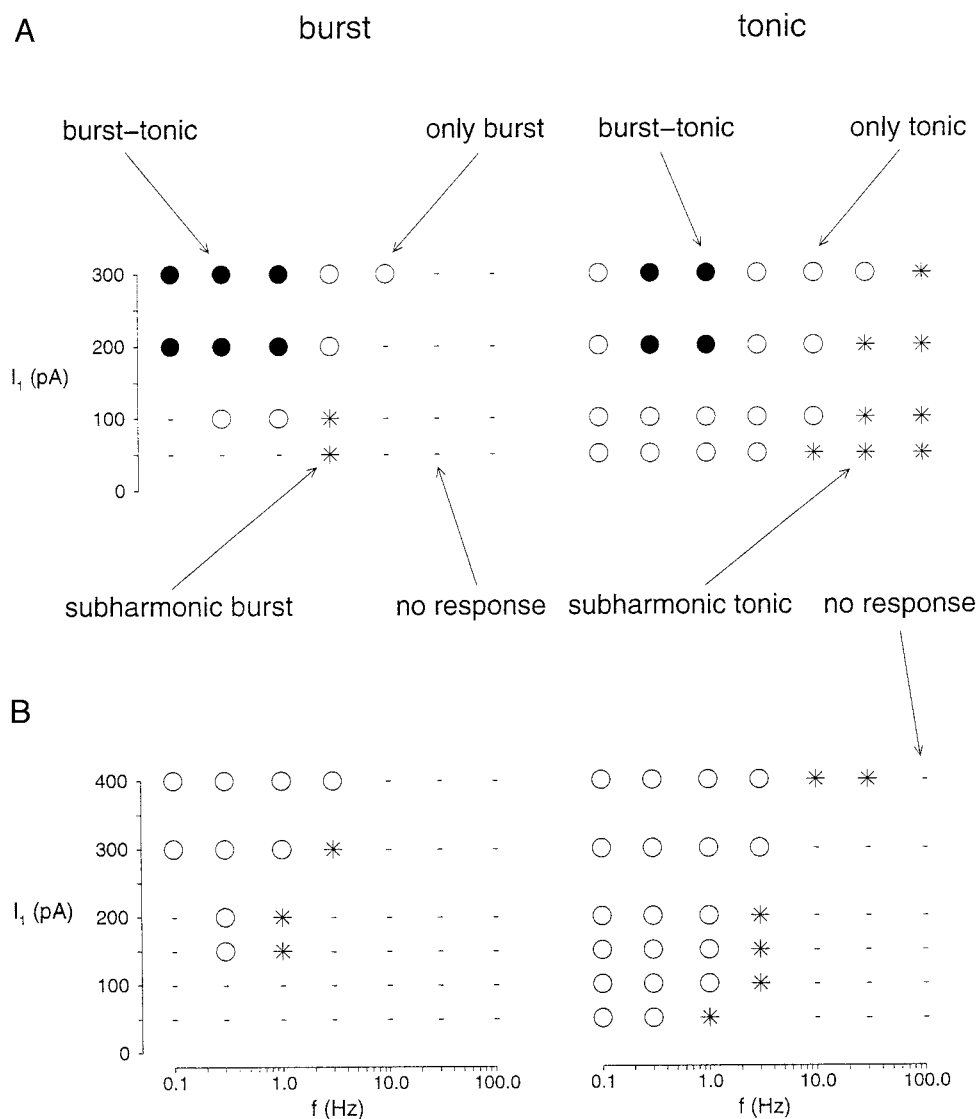 A
burst
tonic
burst–tonic
only burst
burst–tonic
only tonic
300
200
I₁ (pA)
100
0
subharmonic burst
no response
subharmonic tonic
no response
B
400
300
I₁ (pA)
200
100
0
0.1
1.0
10.0
100.0
0.1
1.0
10.0
100.0
f (Hz)
f (Hz)